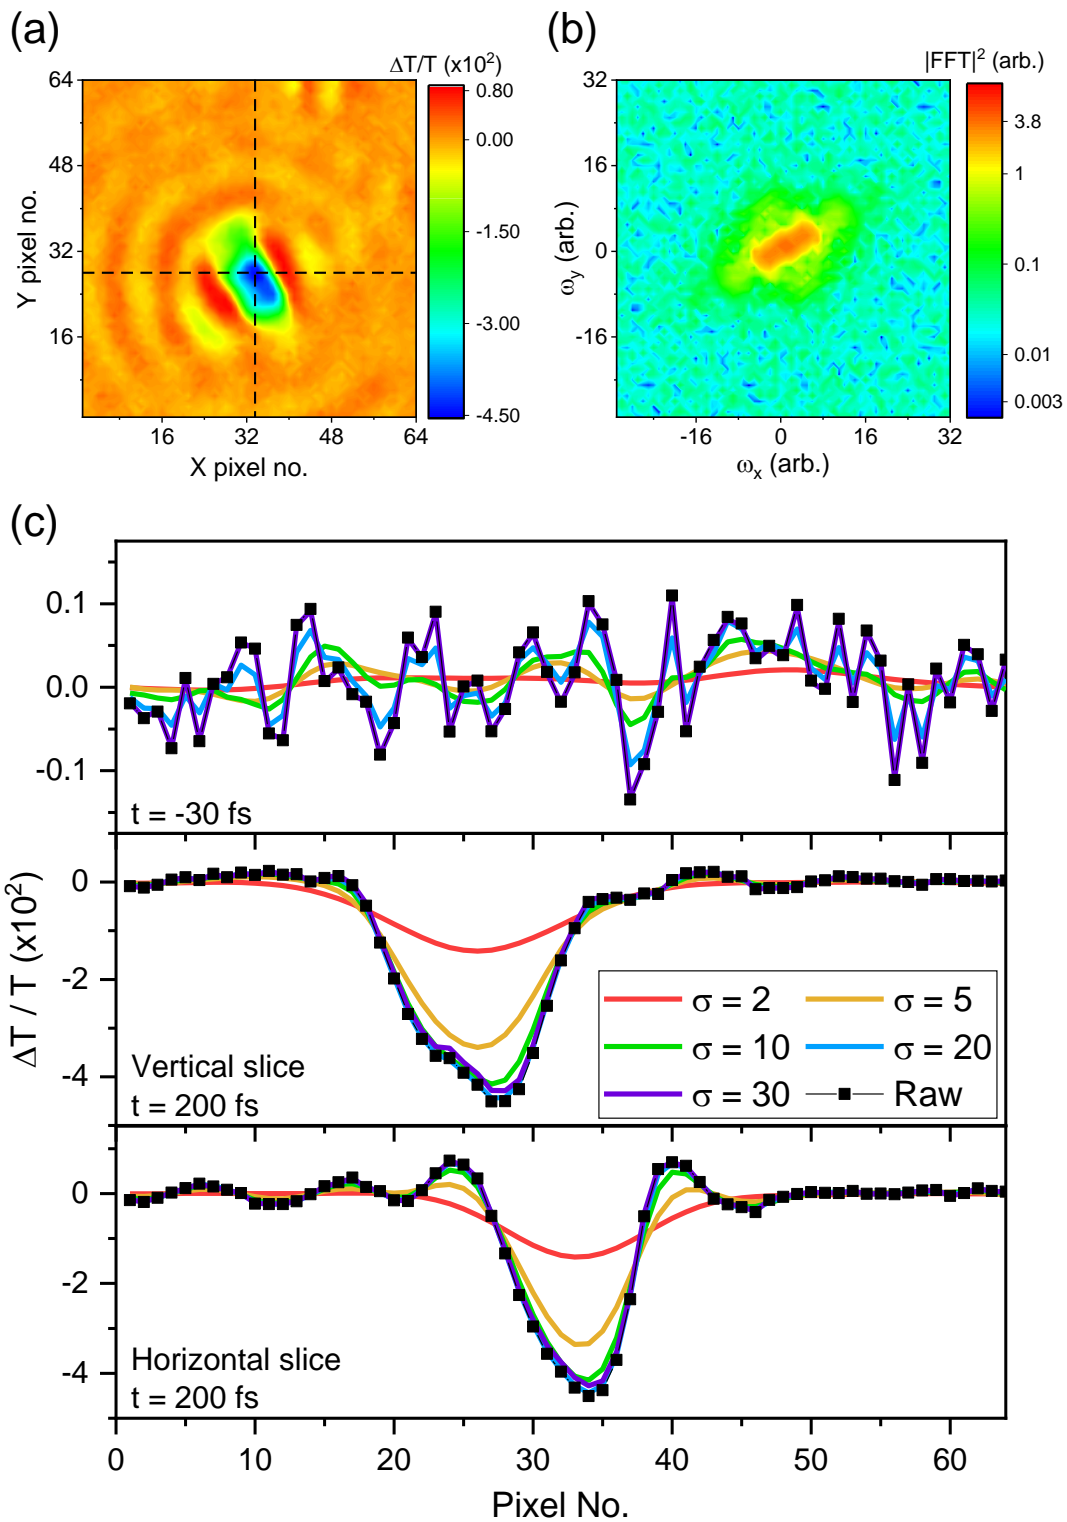 (a)
ΔT/T (x10²)
64
48
32
16
Y pixel no.
16 32 48 64
X pixel no.
0.80
0.00
-1.50
-3.00
-4.50
(b)
|FFT|² (arb.)
32
16
0
-16
ω_y (arb.)
-16 0 16 32
ω_x (arb.)
3.8
1
0.1
0.01
0.003
(c)
0.1
0.0
-0.1
t = -30 fs
ΔT / T (x10²)
0
-2
-4
Vertical slice
t = 200 fs
σ = 2 σ = 5
σ = 10 σ = 20
σ = 30 Raw
0
-2
-4
Horizontal slice
t = 200 fs
0 10 20 30 40 50 60
Pixel No.